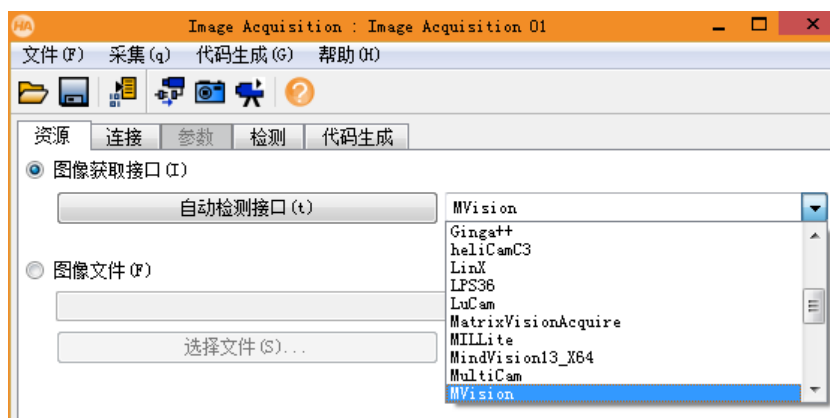 HA Image Acquisition : Image Acquisition 01
文件(F) 采集(q) 代码生成(G) 帮助(H)
资源 连接 参数 检测 代码生成
图像获取接口(I)
自动检测接口(t) MVision
Ginga++
heliCamC3
LinX
图像文件(F)
LPS36
LuCam
MatrixVisionAcquire
选择文件(S)... MILLite
MindVision13_X64
MultiCam
MVision